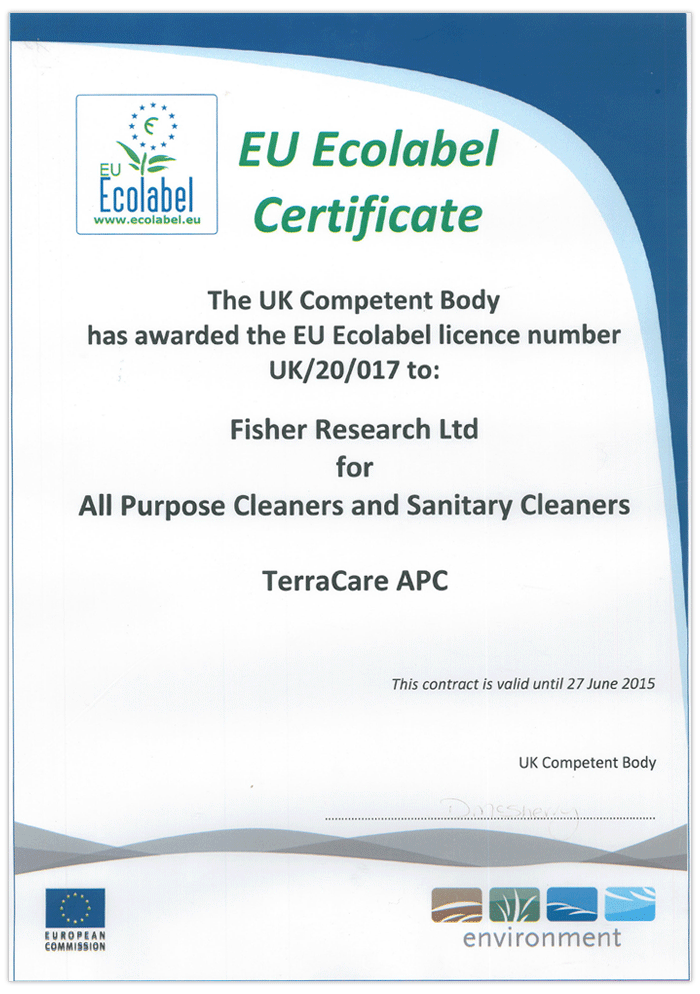 EU
Ecolabel
www.ecolabel.eu
EU Ecolabel
Certificate
The UK Competent Body
has awarded the EU Ecolabel licence number
UK/20/017 to:
Fisher Research Ltd
for
All Purpose Cleaners and Sanitary Cleaners
TerraCare APC
This contract is valid until 27 June 2015
UK Competent Body
D McSherry
EUROPEAN
COMMISSION
environment